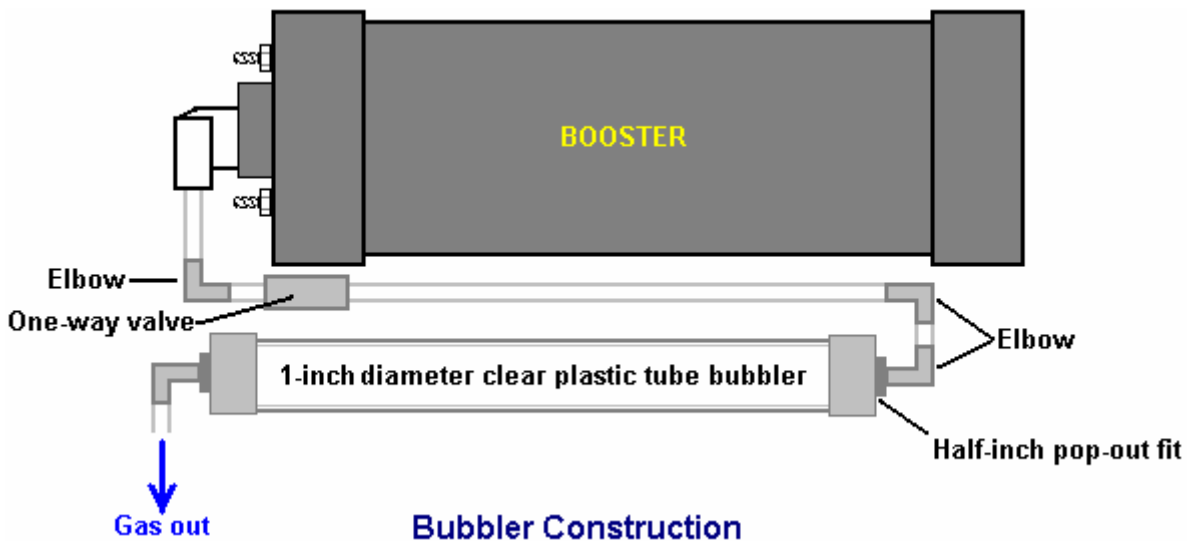 BOOSTER
Elbow
One-way valve
Elbow
1-inch diameter clear plastic tube bubbler
Half-inch pop-out fit
Gas out
Bubbler Construction